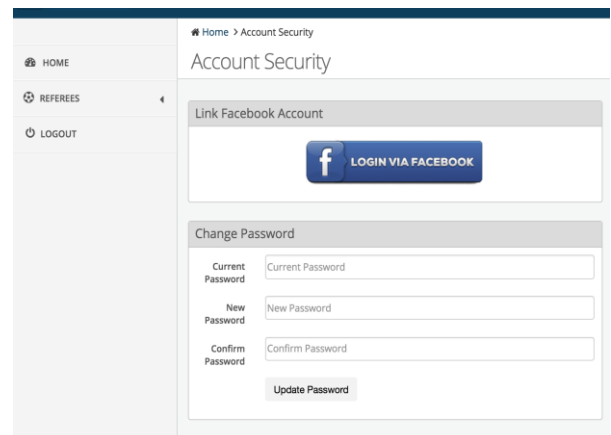 Home > Account Security
HOME
Account Security
REFEREES
LOGOUT
Link Facebook Account
f LOGIN VIA FACEBOOK
Change Password
Current
Password
Current Password
New
Password
New Password
Confirm
Password
Confirm Password
Update Password